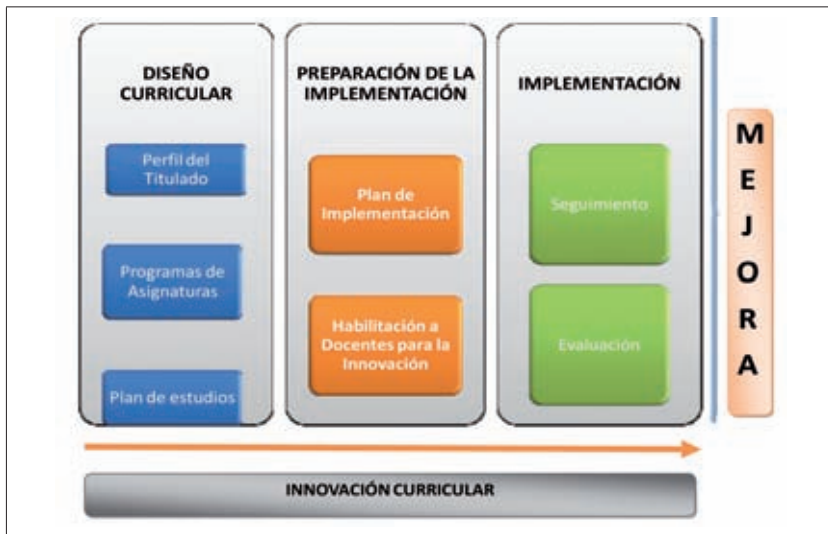 DISEÑO
CURRICULAR
Perfil del
Titulado
Programas de
Asignaturas
Plan de estudios
PREPARACIÓN DE LA
IMPLEMENTACIÓN
Plan de
Implementación
Habilitación a
Docentes para la
Innovación
IMPLEMENTACIÓN
Seguimiento
Evaluación
MEJORA
INNOVACIÓN CURRICULAR